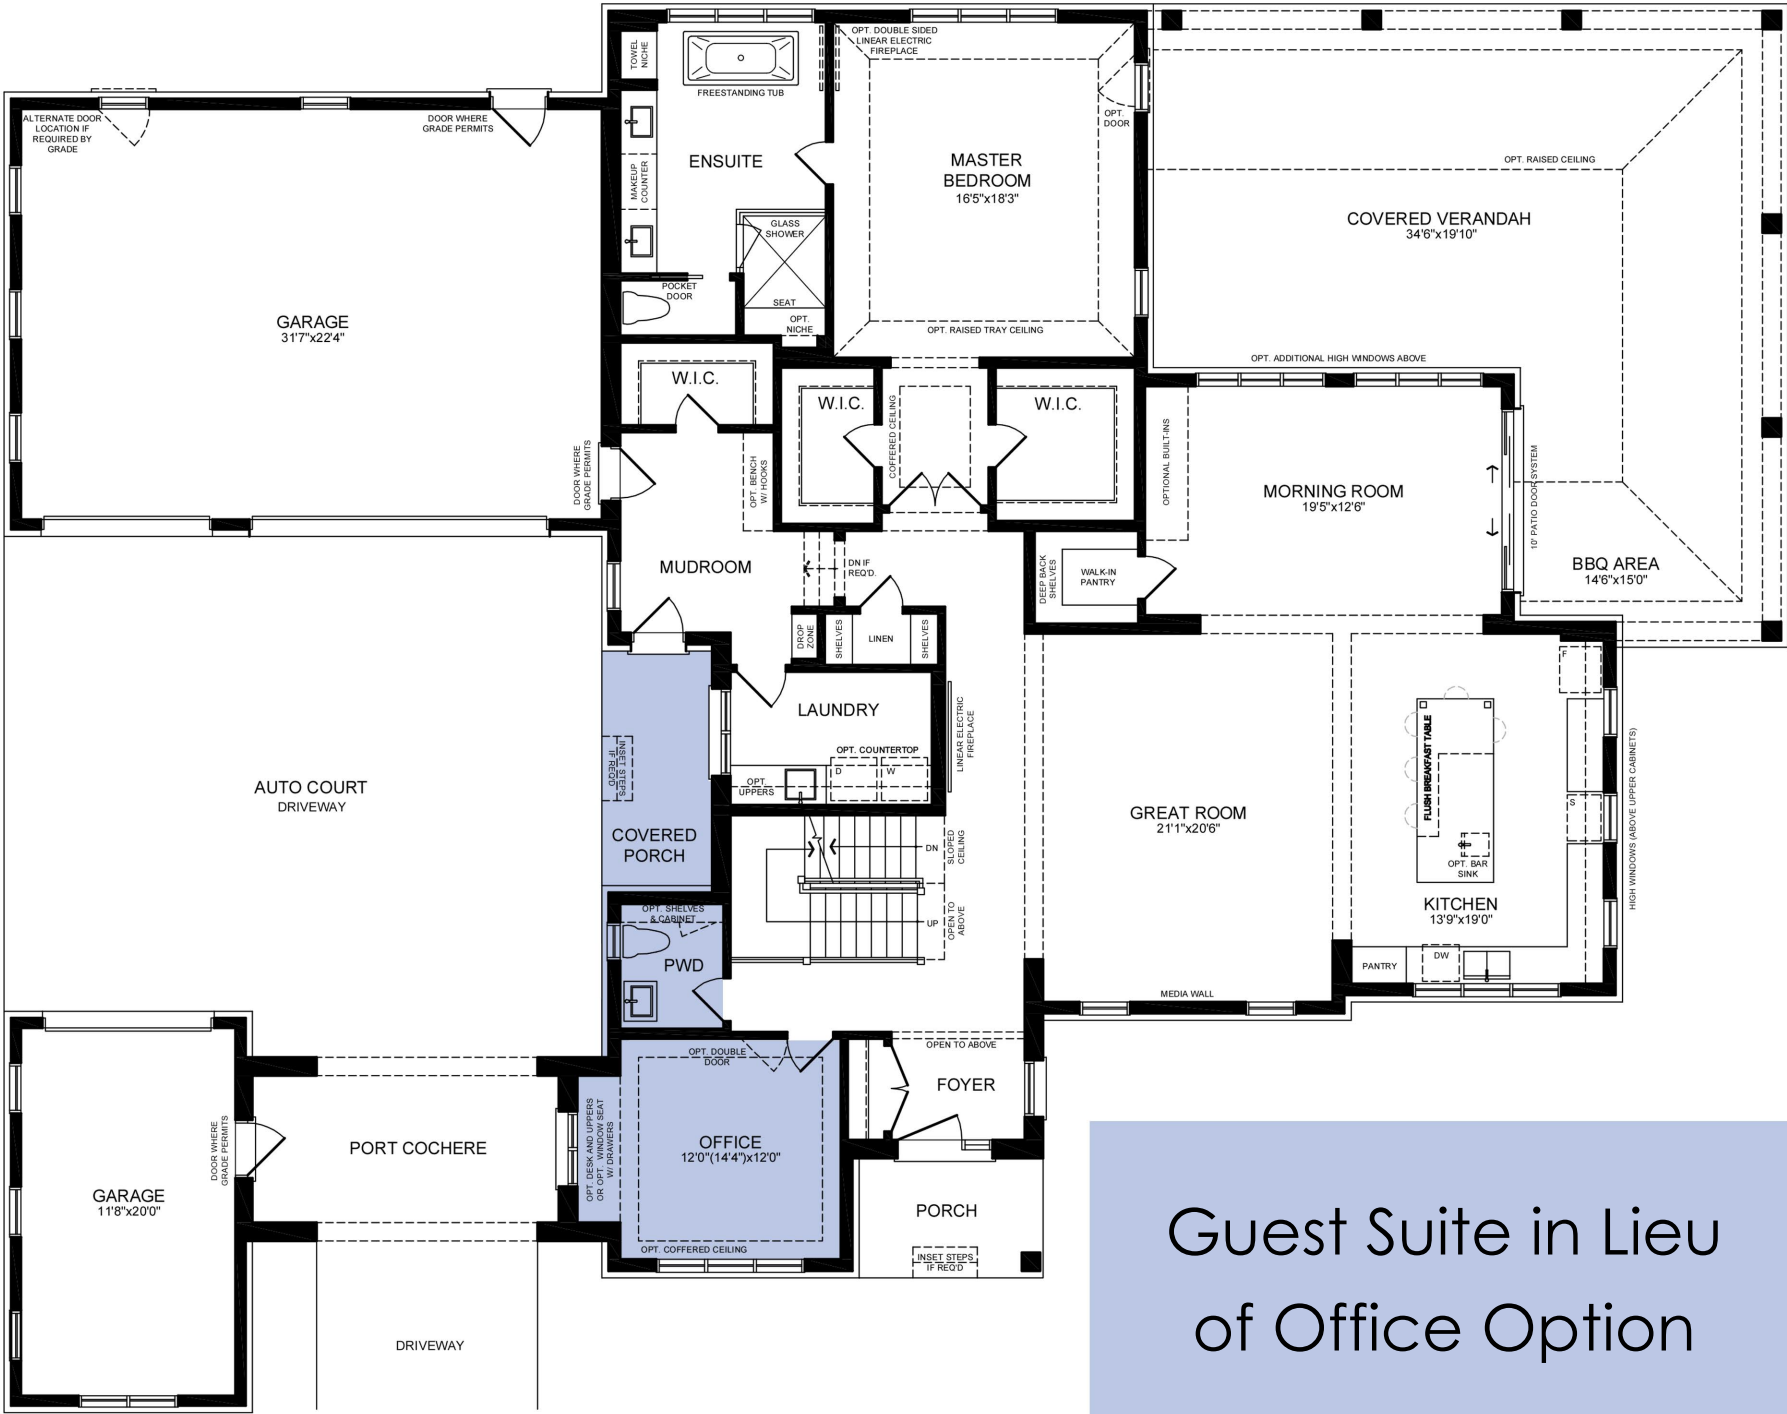 TOWEL
NICHE
FREESTANDING TUB
OPT. DOUBLE SIDED
LINEAR ELECTRIC
FIREPLACE
ALTERNATE DOOR
LOCATION IF
REQUIRED BY
GRADE
DOOR WHERE
GRADE PERMITS
ENSUITE
MAKEUP
COUNTER
MASTER
BEDROOM
16'5"x18'3"
OPT.
DOOR
OPT. RAISED CEILING
COVERED VERANDAH
34'6"x19'10"
GLASS
SHOWER
POCKET
DOOR
SEAT
OPT.
NICHE
GARAGE
31'7"x22'4"
OPT. RAISED TRAY CEILING
OPT. ADDITIONAL HIGH WINDOWS ABOVE
W.I.C.
W.I.C.
COFFERED CEILING
W.I.C.
DOOR WHERE
GRADE PERMITS
OPT. BENCH
W/ HOOKS
OPTIONAL BUILT-INS
MORNING ROOM
19'5"x12'6"
10' PATIO DOOR SYSTEM
MUDROOM
DN IF
REQ'D.
DEEP BACK
SHELVES
WALK-IN
PANTRY
BBQ AREA
14'6"x15'0"
DROP
ZONE
SHELVES
LINEN
SHELVES
F
LAUNDRY
OPT. COUNTERTOP
D
W
OPT.
UPPERS
LINEAR ELECTRIC
FIREPLACE
INSET STEPS
IF REQ'D
FLUSH BREAKFAST TABLE
S
HIGH WINDOWS (ABOVE UPPER CABINETS)
AUTO COURT
DRIVEWAY
COVERED
PORCH
GREAT ROOM
21'1"x20'6"
DN
SLOPED
CEILING
OPT. BAR
SINK
KITCHEN
13'9"x19'0"
OPT. SHELVES
& CABINET
UP
OPEN TO
ABOVE
PWD
PANTRY
DW
MEDIA WALL
OPT. DOUBLE
DOOR
OPEN TO ABOVE
FOYER
DOOR WHERE
GRADE PERMITS
PORT COCHERE
OPT. DESK AND UPPERS
OR OPT. WINDOW SEAT
W/ DRAWERS
OFFICE
12'0"(14'4")x12'0"
GARAGE
11'8"x20'0"
PORCH
OPT. COFFERED CEILING
INSET STEPS
IF REQ'D
DRIVEWAY
Guest Suite in Lieu
of Office Option